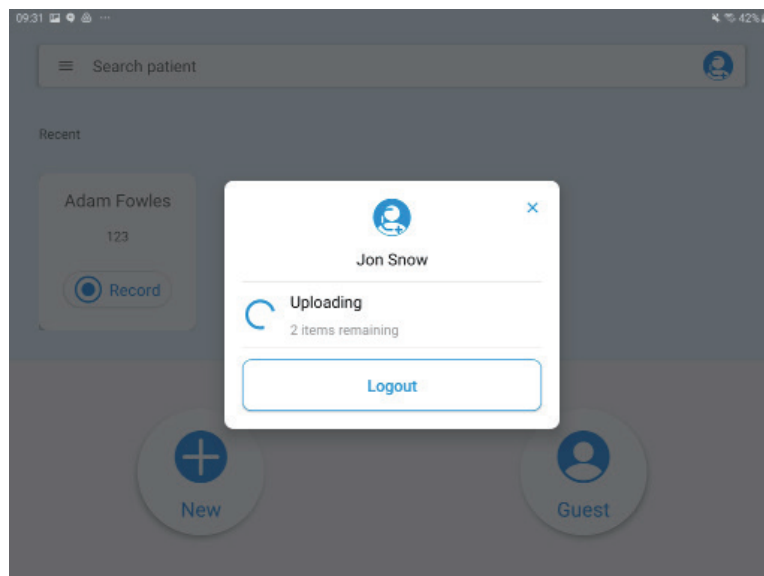 09:31 ... 42%
Search patient
Recent
Adam Fowles
123
Record
Jon Snow
Uploading
2 items remaining
Logout
New
Guest